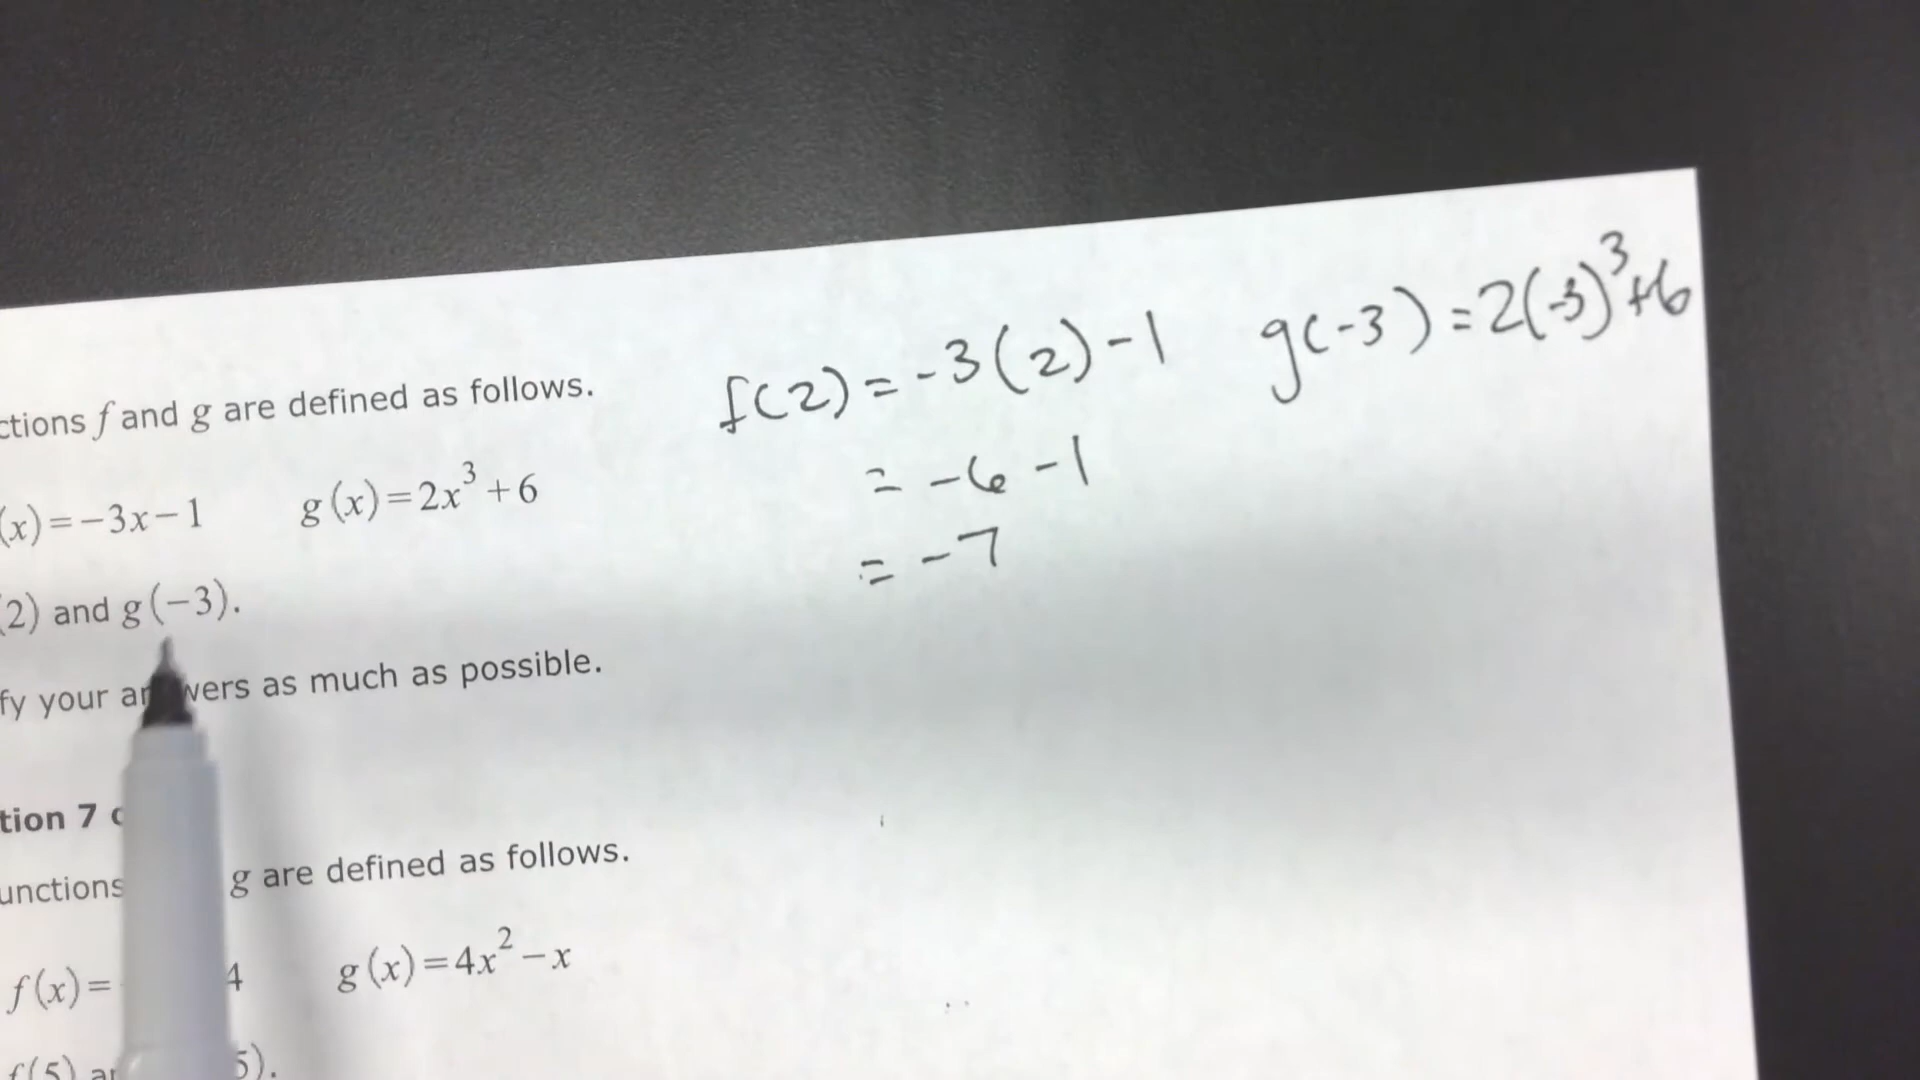 ctions f and g are defined as follows.
(x)=-3x-1 g(x)=2x³+6
(2) and g(-3).
fy your answers as much as possible.
f(2)=-3(2)-1
= -6-1
= -7
g(-3)=2(-3)³+6
tion 7
unctions g are defined as follows.
f(x)= 4 g(x)=4x²-x
f(5) 5).